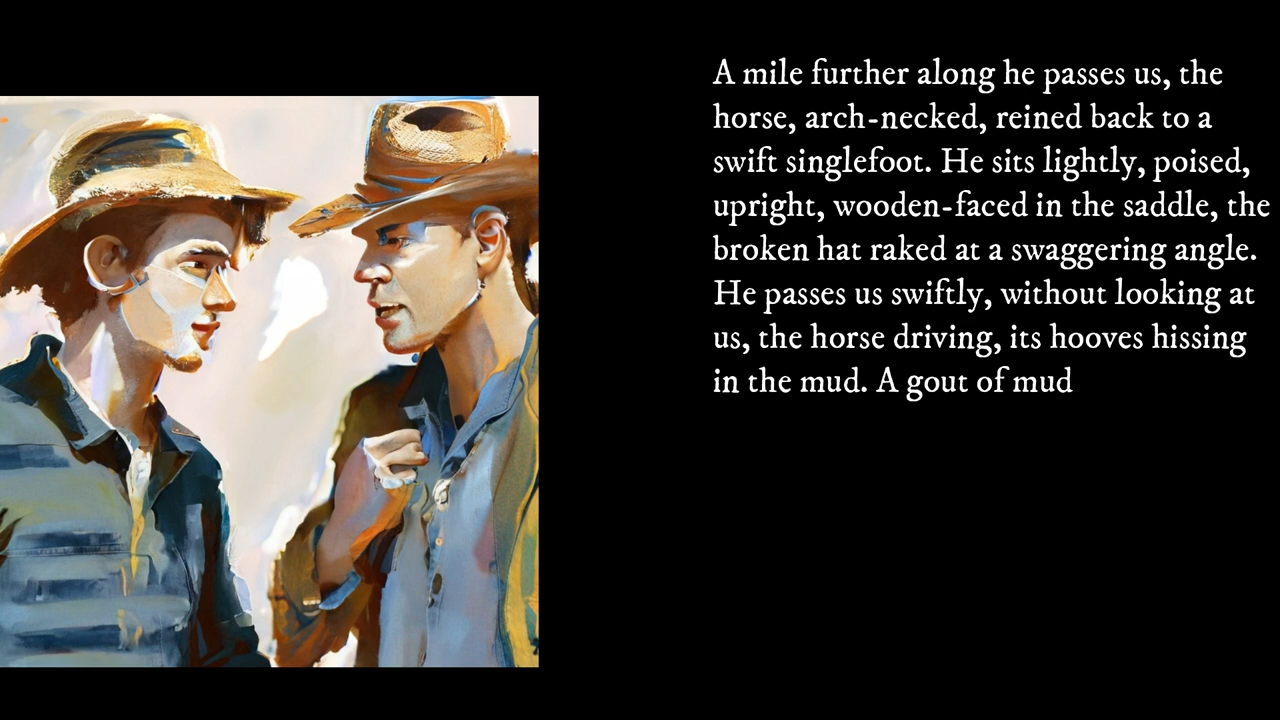 A mile further along he passes us, the
horse, arch-necked, reined back to a
swift singlefoot. He sits lightly, poised,
upright, wooden-faced in the saddle, the
broken hat raked at a swaggering angle.
He passes us swiftly, without looking at
us, the horse driving, its hooves hissing
in the mud. A gout of mud